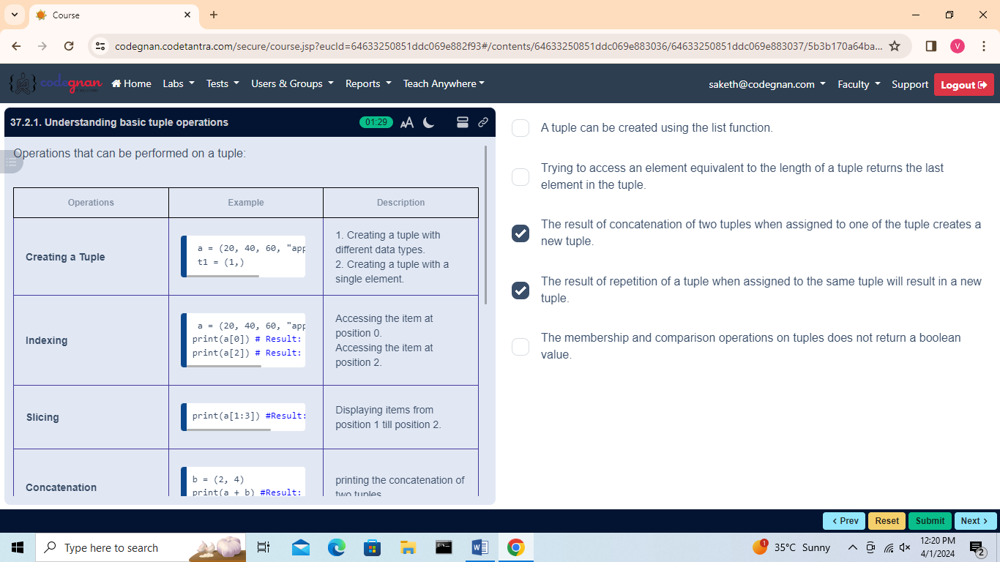 Course
codegnan.codetantra.com/secure/course.jsp?eucId=64633250851ddc069e882f93#/contents/64633250851ddc069e883036/64633250851ddc069e883037/5b3b170a64ba...
V
codegnan
Home Labs Tests Users & Groups Reports Teach Anywhere
saketh@codegnan.com Faculty Support Logout
37.2.1. Understanding basic tuple operations
01:29
AA
Operations that can be performed on a tuple:
Operations Example Description
Creating a Tuple
a = (20, 40, 60, "app
t1 = (1,)
1. Creating a tuple with
different data types.
2. Creating a tuple with a
single element.
Indexing
a = (20, 40, 60, "app
print(a[0]) # Result:
print(a[2]) # Result:
Accessing the item at
position 0.
Accessing the item at
position 2.
Slicing
print(a[1:3]) #Result:
Displaying items from
position 1 till position 2.
Concatenation
b = (2, 4)
print(a + b) #Result:
printing the concatenation of
two tuples
A tuple can be created using the list function.
Trying to access an element equivalent to the length of a tuple returns the last
element in the tuple.
The result of concatenation of two tuples when assigned to one of the tuple creates a
new tuple.
The result of repetition of a tuple when assigned to the same tuple will result in a new
tuple.
The membership and comparison operations on tuples does not return a boolean
value.
Prev Reset Submit Next
Type here to search
1
35°C Sunny
12:20 PM
4/1/2024
2